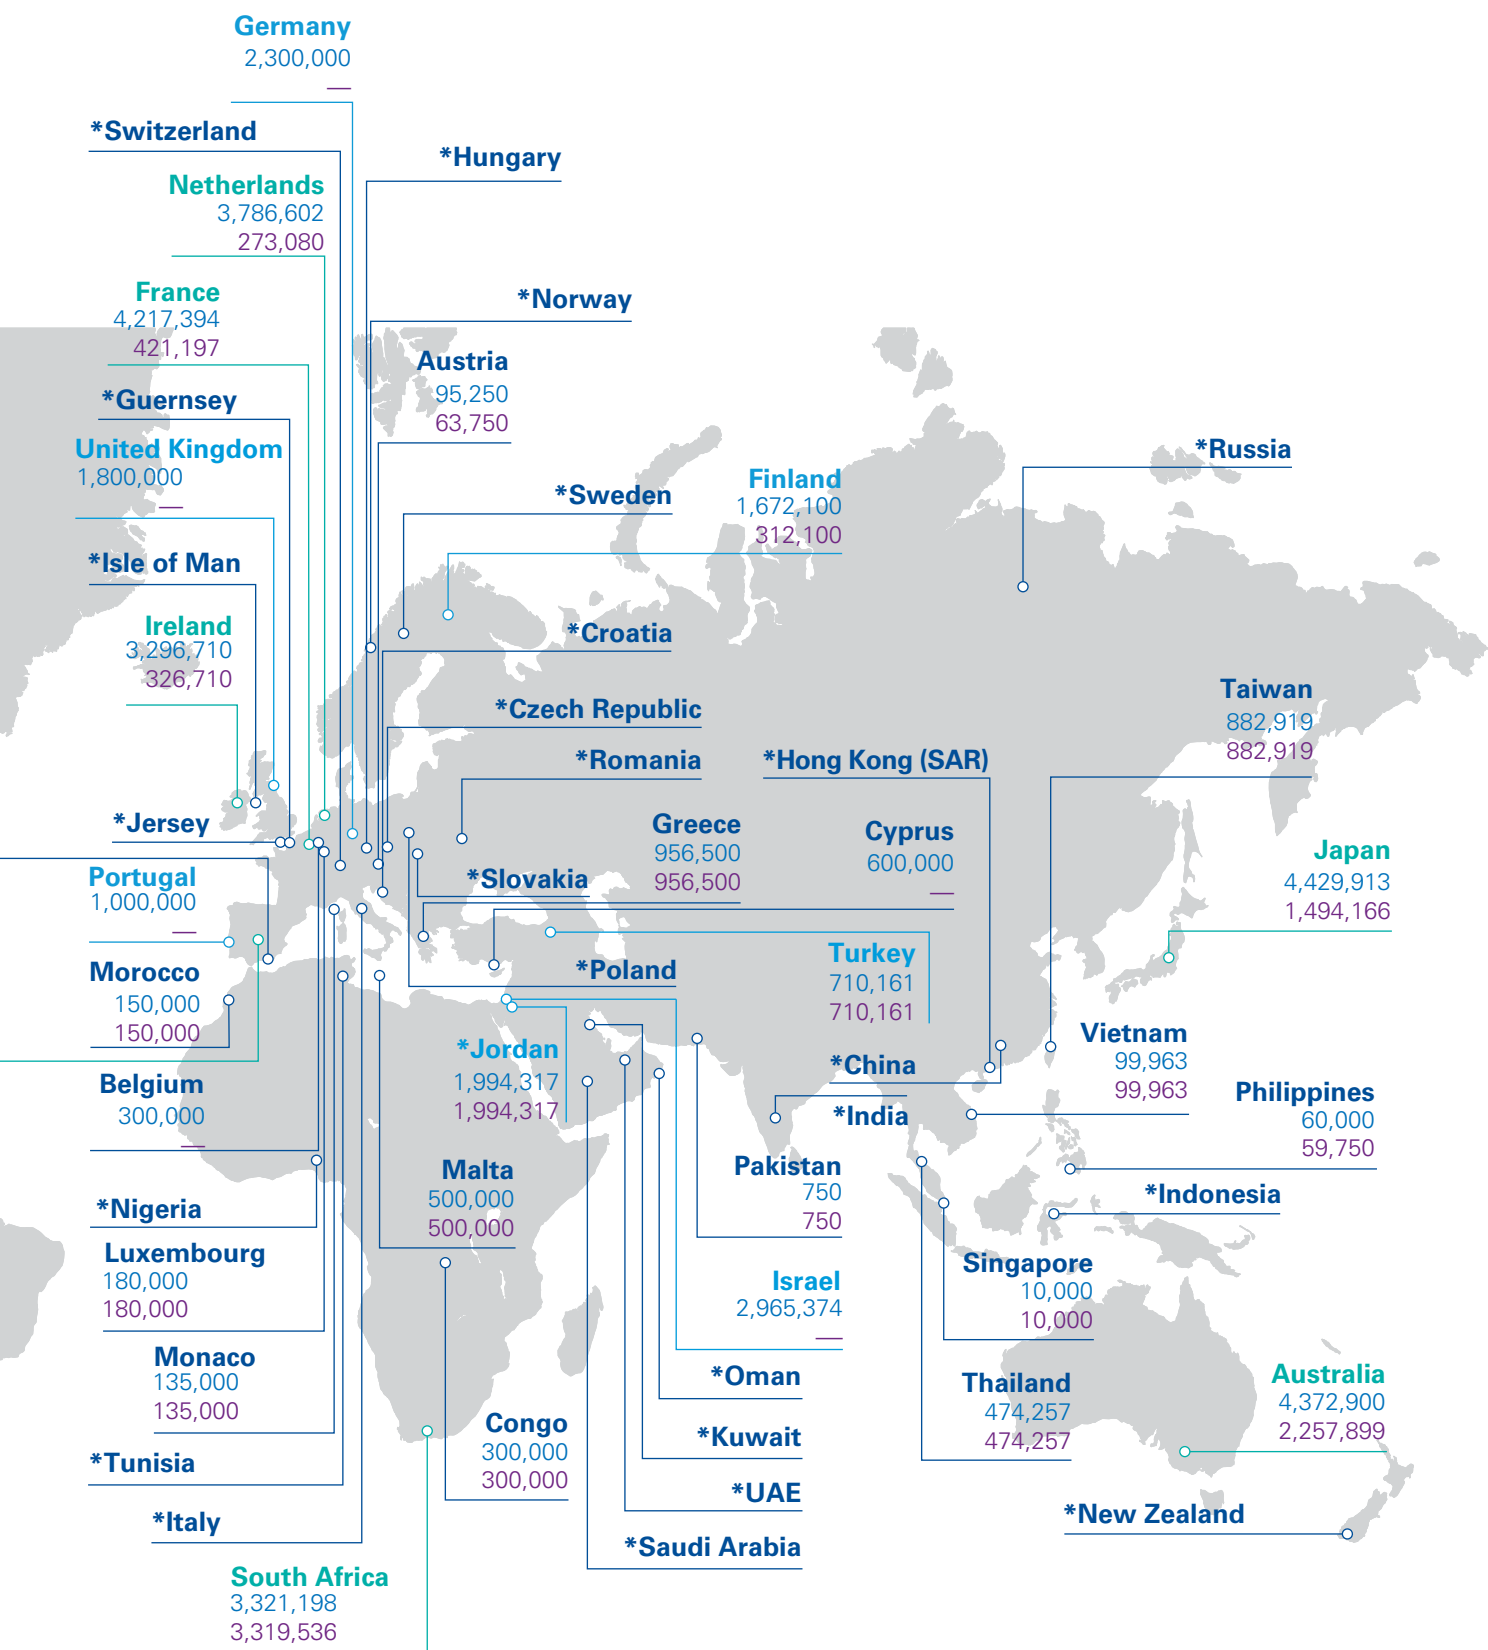 Germany
2,300,000
—
*Switzerland
*Hungary
Netherlands
3,786,602
273,080
France
4,217,394
421,197
*Norway
Austria
95,250
63,750
*Guernsey
United Kingdom
1,800,000
—
*Russia
*Sweden
Finland
1,672,100
312,100
*Isle of Man
Ireland
3,296,710
326,710
*Croatia
*Czech Republic
Taiwan
882,919
882,919
*Romania
*Hong Kong (SAR)
*Jersey
Greece
956,500
956,500
Cyprus
600,000
—
Japan
4,429,913
1,494,166
Portugal
1,000,000
—
*Slovakia
Turkey
710,161
710,161
Morocco
150,000
150,000
*Poland
*Jordan
1,994,317
1,994,317
*China
Vietnam
99,963
99,963
Belgium
300,000
—
*India
Philippines
60,000
59,750
Malta
500,000
500,000
Pakistan
750
750
*Indonesia
*Nigeria
Luxembourg
180,000
180,000
Israel
2,965,374
—
Singapore
10,000
10,000
Monaco
135,000
135,000
*Oman
Thailand
474,257
474,257
Australia
4,372,900
2,257,899
Congo
300,000
300,000
*Kuwait
*Tunisia
*UAE
*New Zealand
*Italy
*Saudi Arabia
South Africa
3,321,198
3,319,536